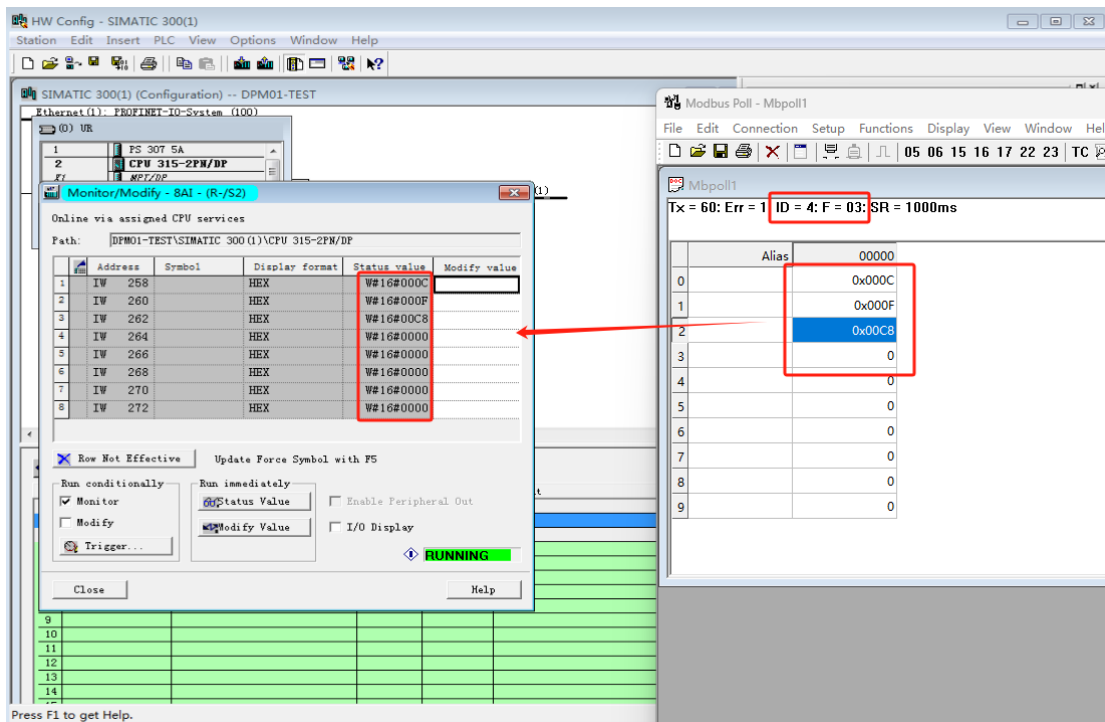 HW Config - SIMATIC 300(1)
Station Edit Insert PLC View Options Window Help
SIMATIC 300(1) (Configuration) -- DPM01-TEST
Ethernet(1): PROFINET-IO-System (100)
(0) UR
1 PS 307 5A
2 CPU 315-2PN/DP
X1 MPI/DP
(1)
Monitor/Modify - 8AI - (R-/S2)
Online via assigned CPU services
Path: DPM01-TEST\SIMATIC 300(1)\CPU 315-2PN/DP
Address Symbol Display format Status value Modify value
1 IW 258 HEX W#16#000C
2 IW 260 HEX W#16#000F
3 IW 262 HEX W#16#00C8
4 IW 264 HEX W#16#0000
5 IW 266 HEX W#16#0000
6 IW 268 HEX W#16#0000
7 IW 270 HEX W#16#0000
8 IW 272 HEX W#16#0000
Row Not Effective Update Force Symbol with F5
Run conditionally Run immediately
Monitor Status Value Enable Peripheral Out
Modify Modify Value I/O Display
Trigger...
RUNNING
Close Help
9
10
11
12
13
14
Press F1 to get Help.
Modbus Poll - Mbpoll1
File Edit Connection Setup Functions Display View Window Hel
05 06 15 16 17 22 23 TC
Mbpoll1
Tx = 60: Err = 1 ID = 4: F = 03: SR = 1000ms
Alias 00000
0 0x000C
1 0x000F
2 0x00C8
3 0
4 0
5 0
6 0
7 0
8 0
9 0